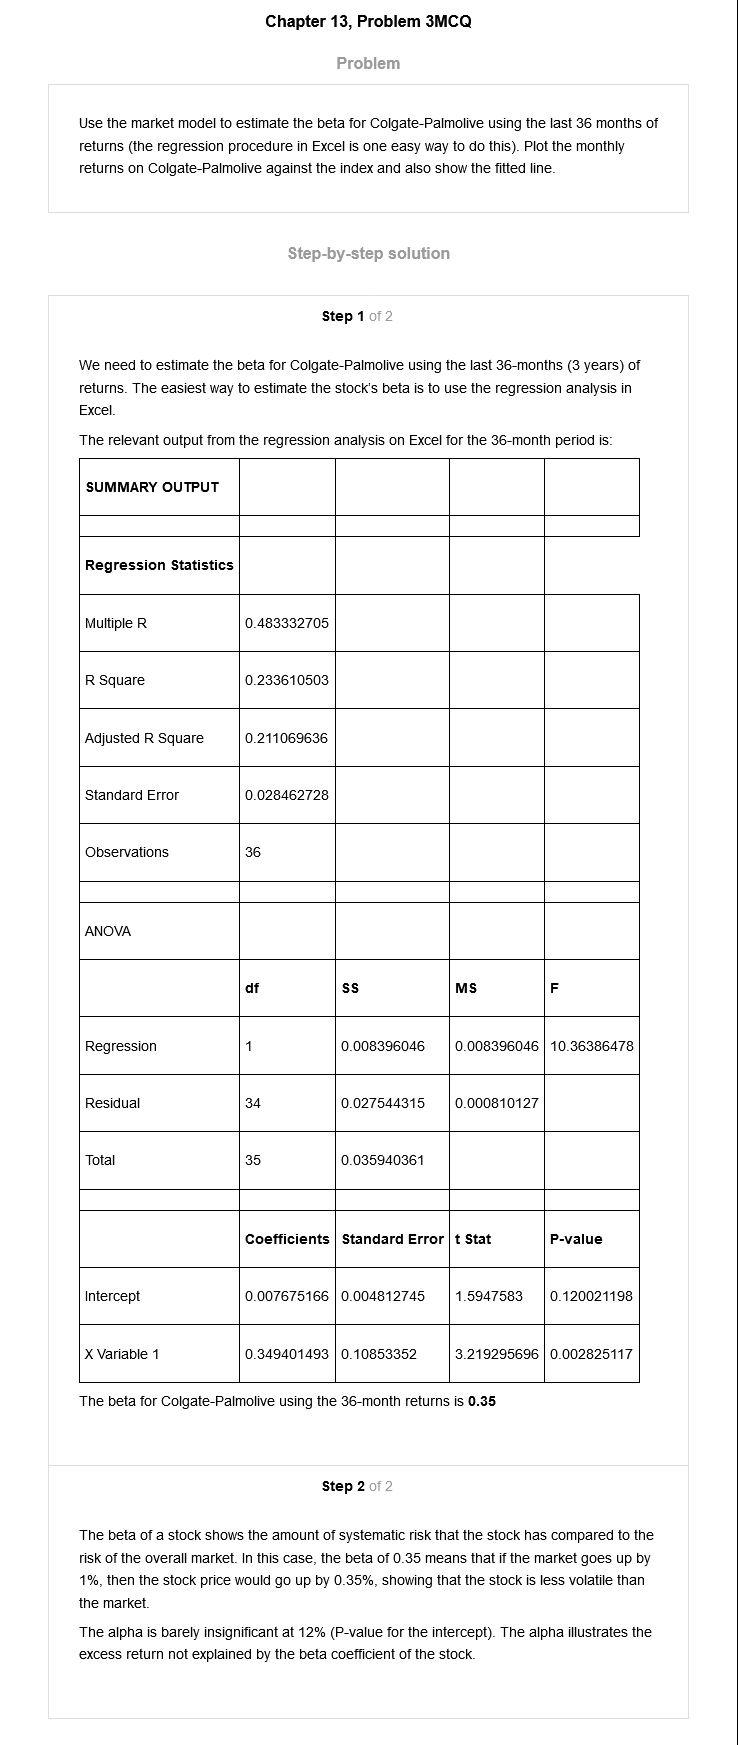 Chapter 13, Problem 3MCQ
Problem
Use the market model to estimate the beta for Colgate-Palmolive using the last 36 months of
returns (the regression procedure in Excel is one easy way to do this). Plot the monthly
returns on Colgate-Palmolive against the index and also show the fitted line.
Step-by-step solution
Step 1 of 2
We need to estimate the beta for Colgate-Palmolive using the last 36-months (3 years) of
returns. The easiest way to estimate the stock's beta is to use the regression analysis in
Excel.
The relevant output from the regression analysis on Excel for the 36-month period is:
SUMMARY OUTPUT
Regression Statistics
Multiple R 0.483332705
R Square 0.233610503
Adjusted R Square 0.211069636
Standard Error 0.028462728
Observations 36
ANOVA
df SS MS F
Regression 1 0.008396046 0.008396046 10.36386478
Residual 34 0.027544315 0.000810127
Total 35 0.035940361
Coefficients Standard Error t Stat P-value
Intercept 0.007675166 0.004812745 1.5947583 0.120021198
X Variable 1 0.349401493 0.10853352 3.219295696 0.002825117
The beta for Colgate-Palmolive using the 36-month returns is 0.35
Step 2 of 2
The beta of a stock shows the amount of systematic risk that the stock has compared to the
risk of the overall market. In this case, the beta of 0.35 means that if the market goes up by
1%, then the stock price would go up by 0.35%, showing that the stock is less volatile than
the market.
The alpha is barely insignificant at 12% (P-value for the intercept). The alpha illustrates the
excess return not explained by the beta coefficient of the stock.